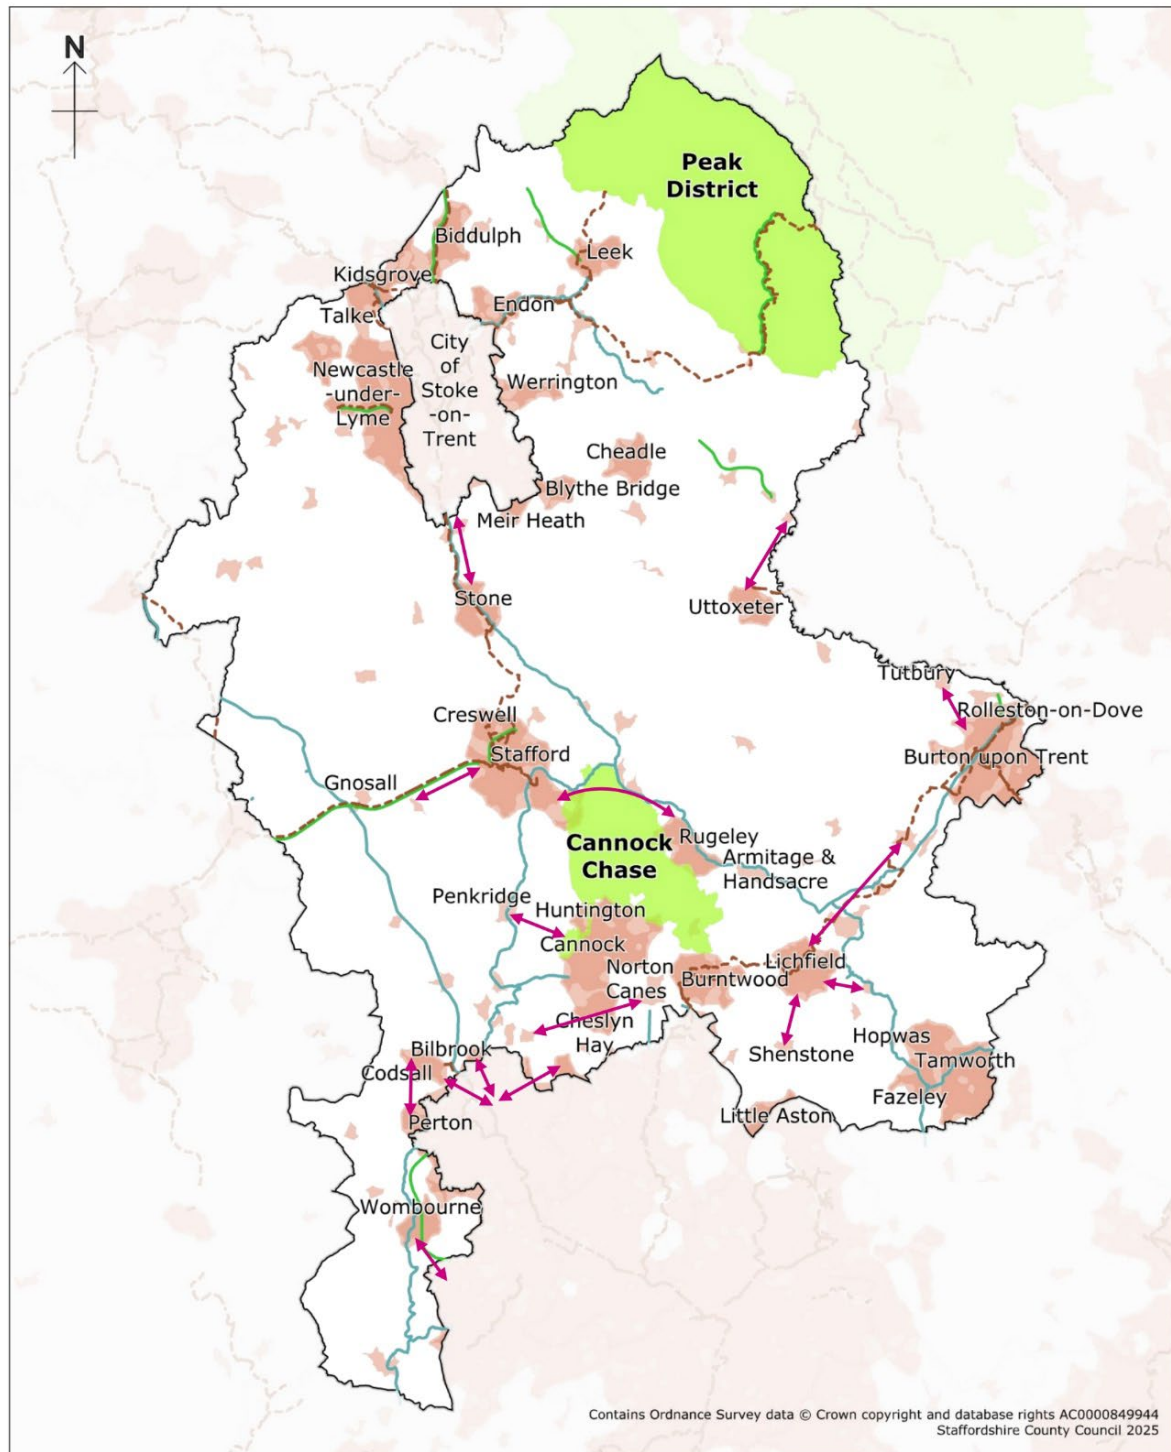 N
Peak
District
Biddulph
Leek
Kidsgrove
Endon
Talke
City
of
Stoke
-on-
Trent
Newcastle
-under-
Lyme
Werrington
Cheadle
Blythe Bridge
Meir Heath
Stone
Uttoxeter
Tutbury
Rolleston-on-Dove
Creswell
Stafford
Burton upon Trent
Gnosall
Cannock
Chase
Rugeley
Armitage &
Handsacre
Penkridge
Huntington
Cannock
Norton
Canes
Burntwood
Lichfield
Cheslyn
Hay
Shenstone
Hopwas
Tamworth
Fazeley
Bilbrook
Codsall
Little Aston
Perton
Wombourne
Contains Ordnance Survey data © Crown copyright and database rights AC0000849944
Staffordshire County Council 2025